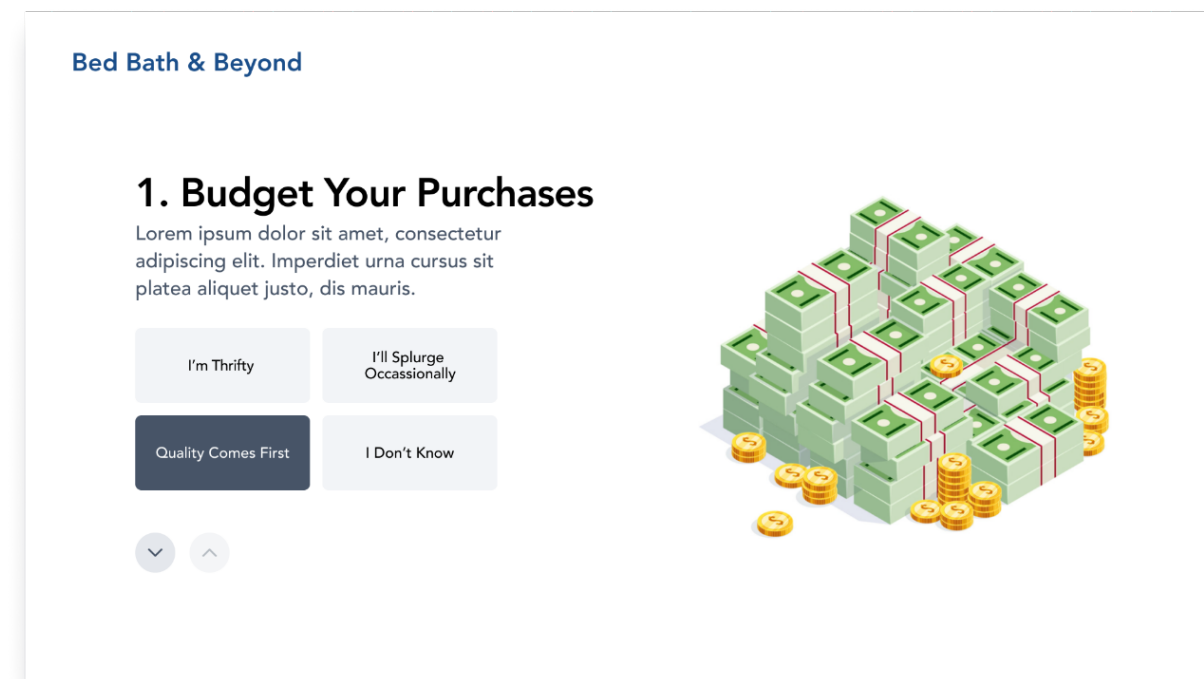 Bed Bath & Beyond
1. Budget Your Purchases
Lorem ipsum dolor sit amet, consectetur
adipiscing elit. Imperdiet urna cursus sit
platea aliquet justo, dis mauris.
I'm Thrifty
I'll Splurge
Occassionally
Quality Comes First
I Don't Know